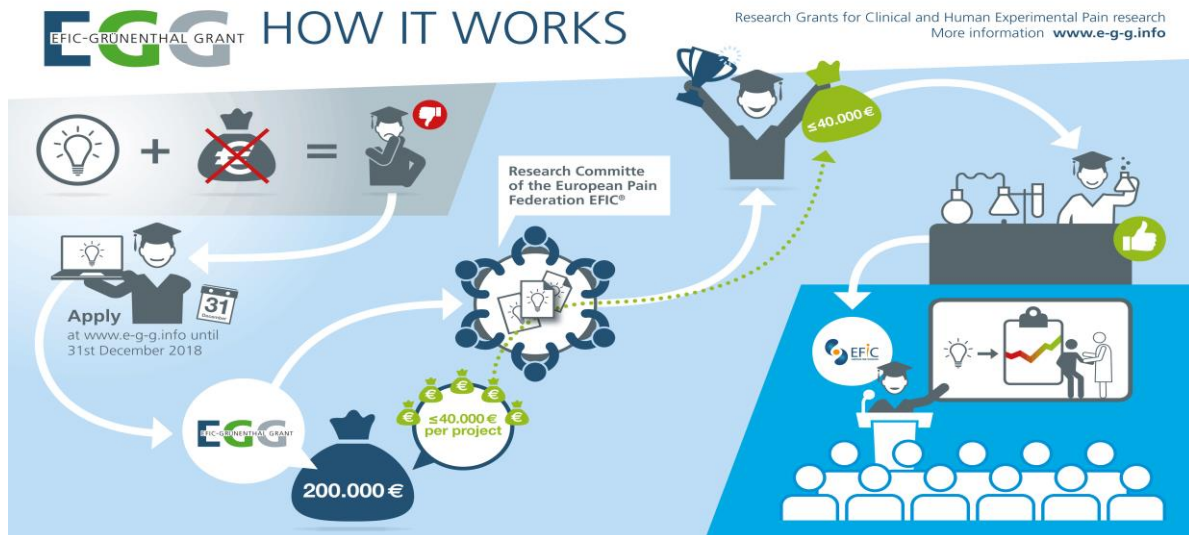 EGG
EFIC-GRÜNENTHAL GRANT
HOW IT WORKS
Research Grants for Clinical and Human Experimental Pain research
More information www.e-g-g.info
€
=
+
≤40.000 €
Research Committe
of the European Pain
Federation EFIC®
31
December
Apply
at www.e-g-g.info until
31st December 2018
EGG
EFIC-GRÜNENTHAL GRANT
200.000 €
€ € € € €
≤40.000 €
per project
EFIC